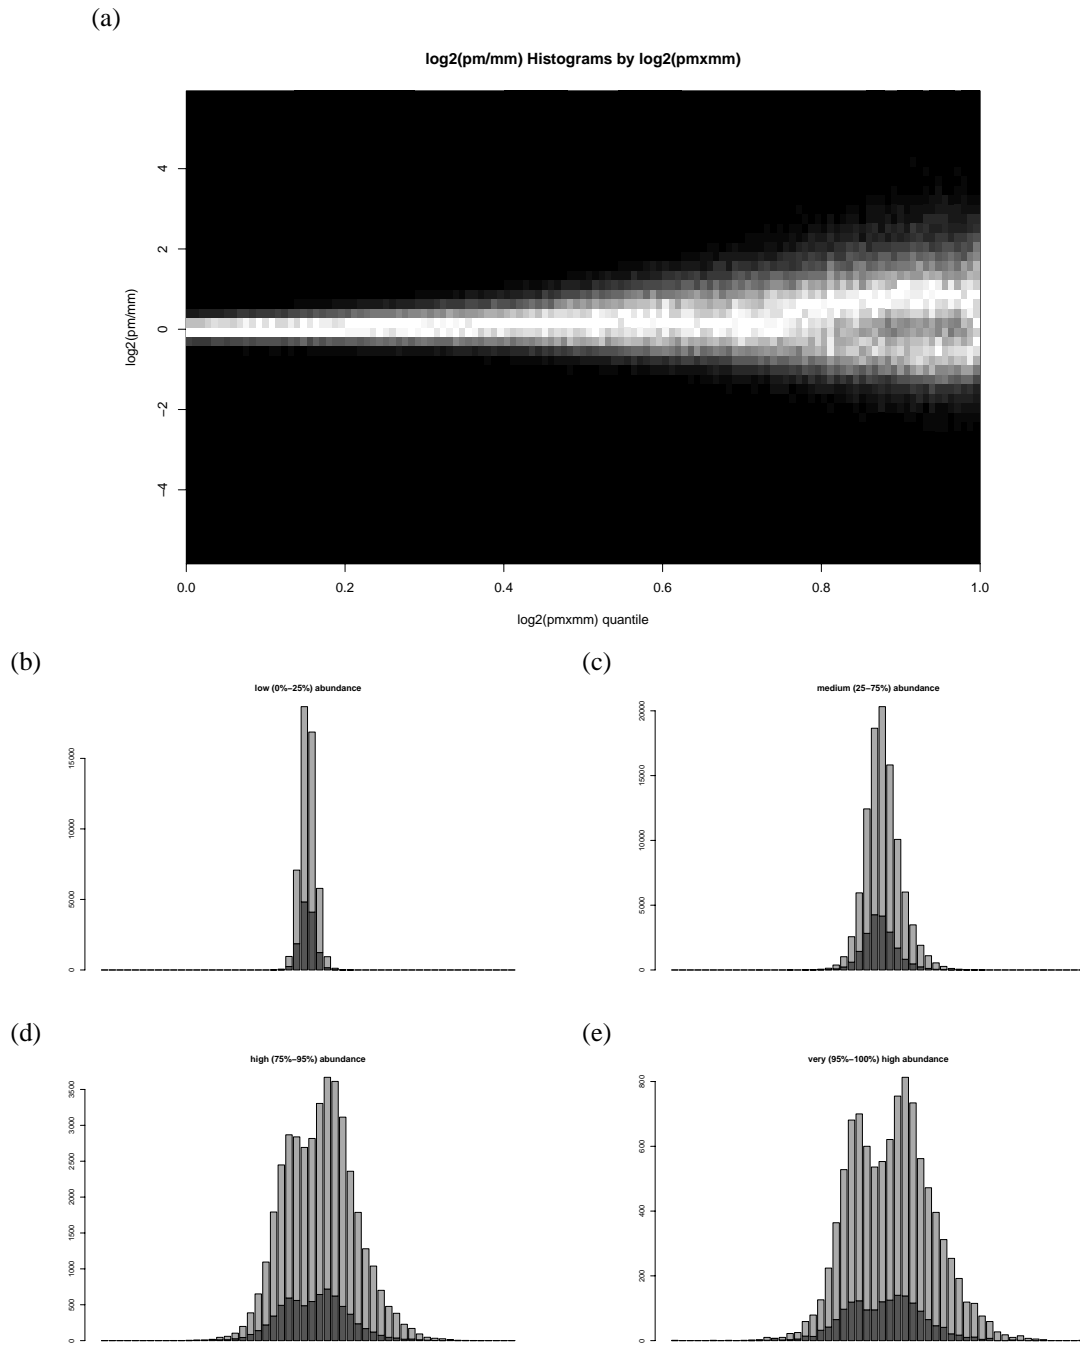 (a)
log2(pm/mm) Histograms by log2(pmxmm)
log2(pm/mm)
4
2
0
−2
−4
0.0 0.2 0.4 0.6 0.8 1.0
log2(pmxmm) quantile
(b)
low (0%−25%) abundance
15000
10000
5000
0
(c)
medium (25−75%) abundance
20000
15000
10000
5000
0
(d)
high (75%−95%) abundance
3500
3000
2500
2000
1500
1000
500
0
(e)
very (95%−100%) high abundance
800
600
400
200
0